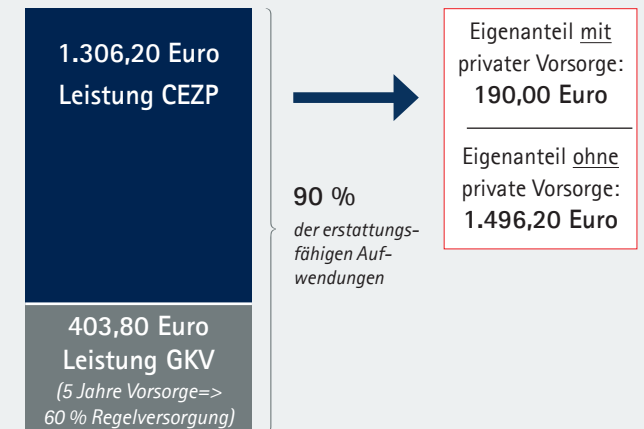 1.306,20 Euro
Leistung CEZP
403,80 Euro
Leistung GKV
(5 Jahre Vorsorge=>
60 % Regelversorgung)
90 %
der erstattungs-
fähigen Auf-
wendungen
Eigenanteil mit
privater Vorsorge:
190,00 Euro
Eigenanteil ohne
private Vorsorge:
1.496,20 Euro